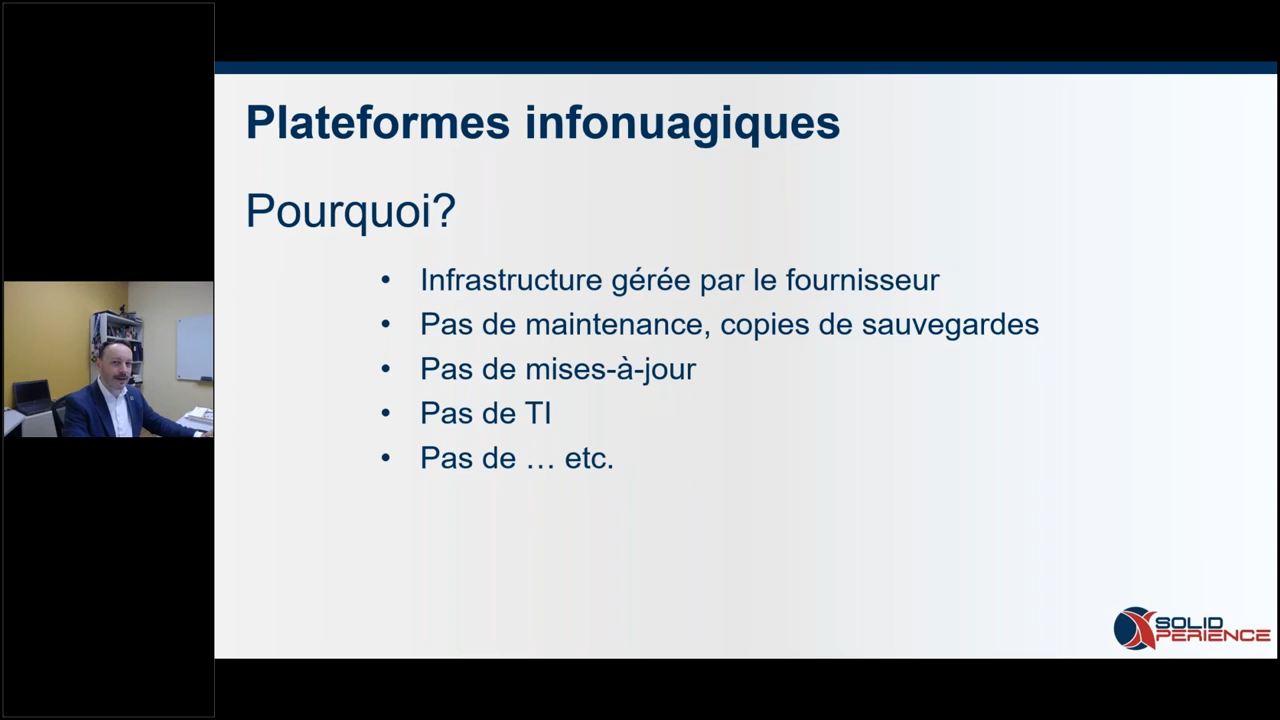 Plateformes infonuagiques
Pourquoi?
• Infrastructure gérée par le fournisseur
• Pas de maintenance, copies de sauvegardes
• Pas de mises-à-jour
• Pas de TI
• Pas de … etc.
SOLID
XPERIENCE